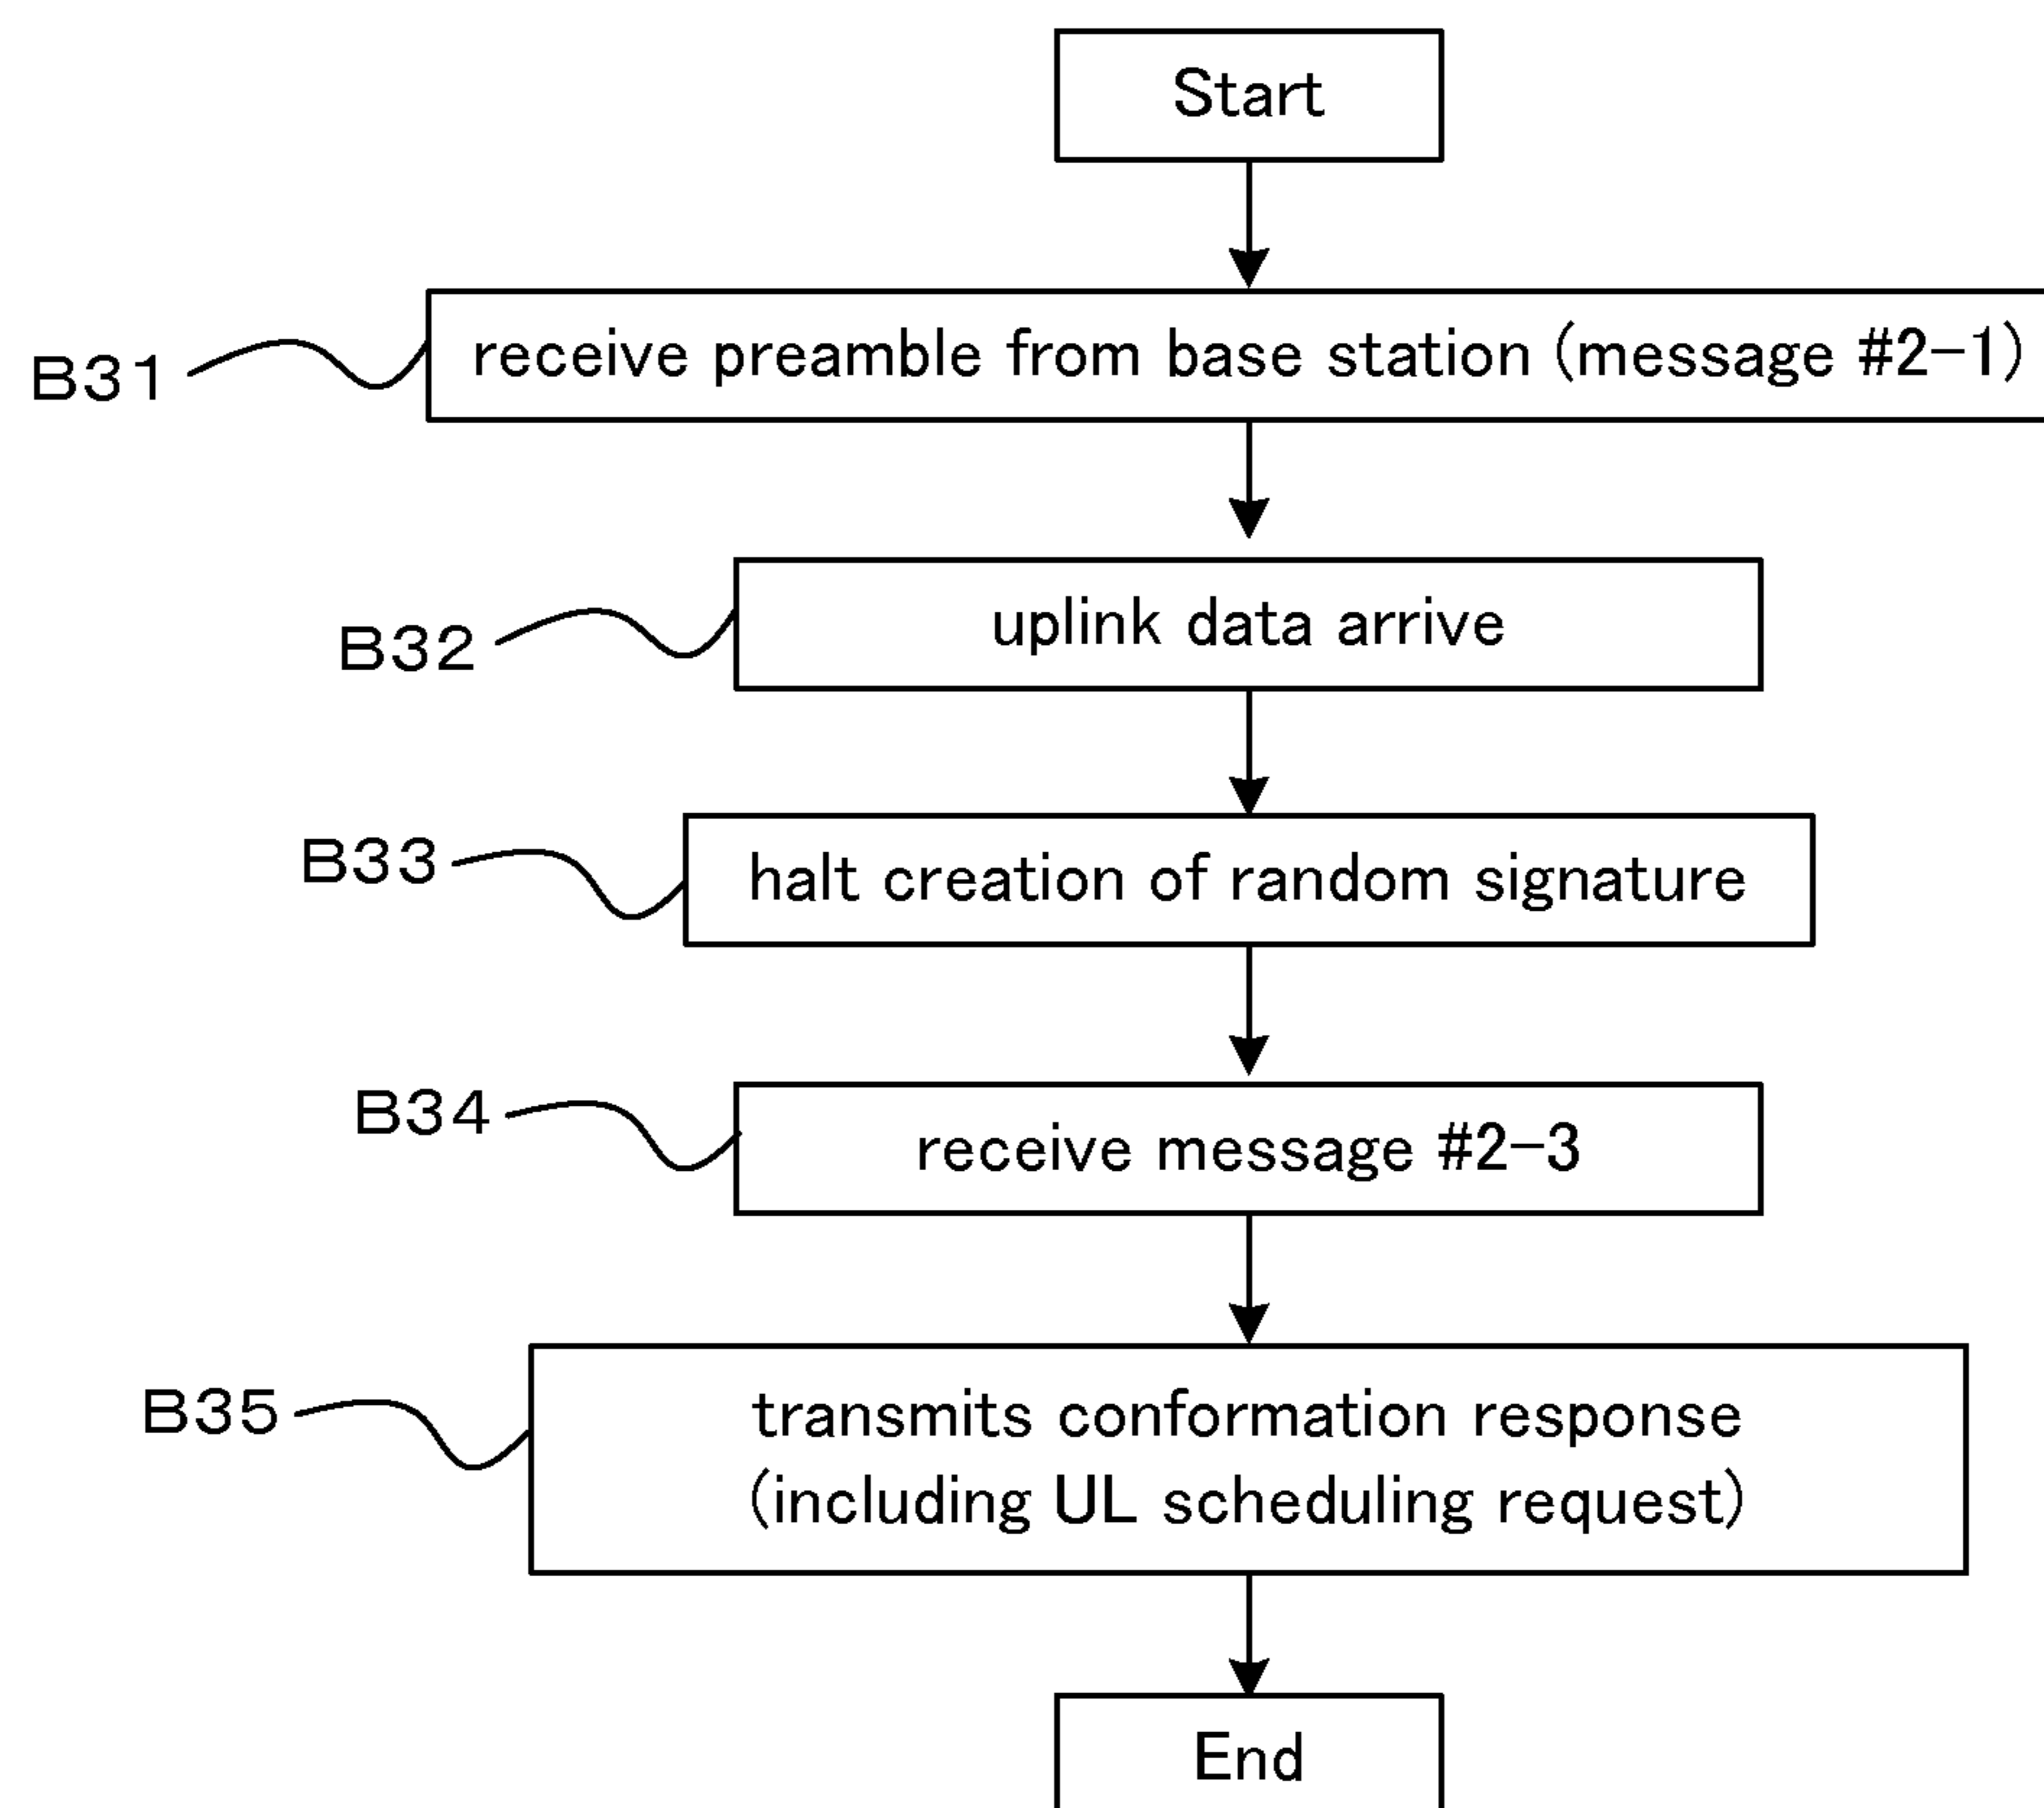 Start
B31
receive preamble from base station (message #2-1)
B32
uplink data arrive
B33
halt creation of random signature
B34
receive message #2-3
B35
transmits conformation response
(including UL scheduling request)
End